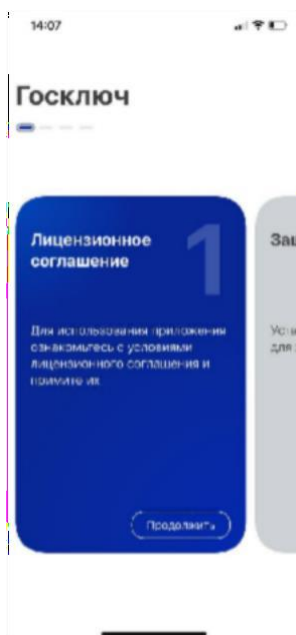 14:07
Госключ
Лицензионное
соглашение
1
Для использования приложения
ознакомьтесь с условиями
лицензионного соглашения и
примите их
Продолжить